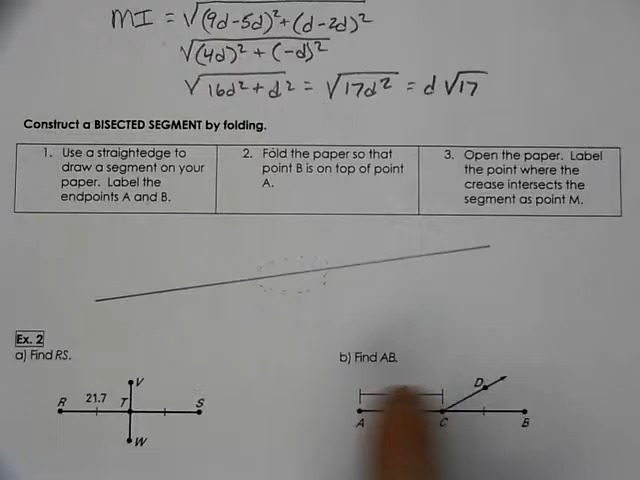 MI = √(9d-5d)² + (d-2d)²
√(4d)² + (-d)²
√16d² + d² = √17d² = d√17
Construct a BISECTED SEGMENT by folding.
1. Use a straightedge to draw a segment on your paper. Label the endpoints A and B.
2. Fold the paper so that point B is on top of point A.
3. Open the paper. Label the point where the crease intersects the segment as point M.
Ex. 2
a) Find RS.
b) Find AB.
V
R 21.7 T S
W
D
A C B